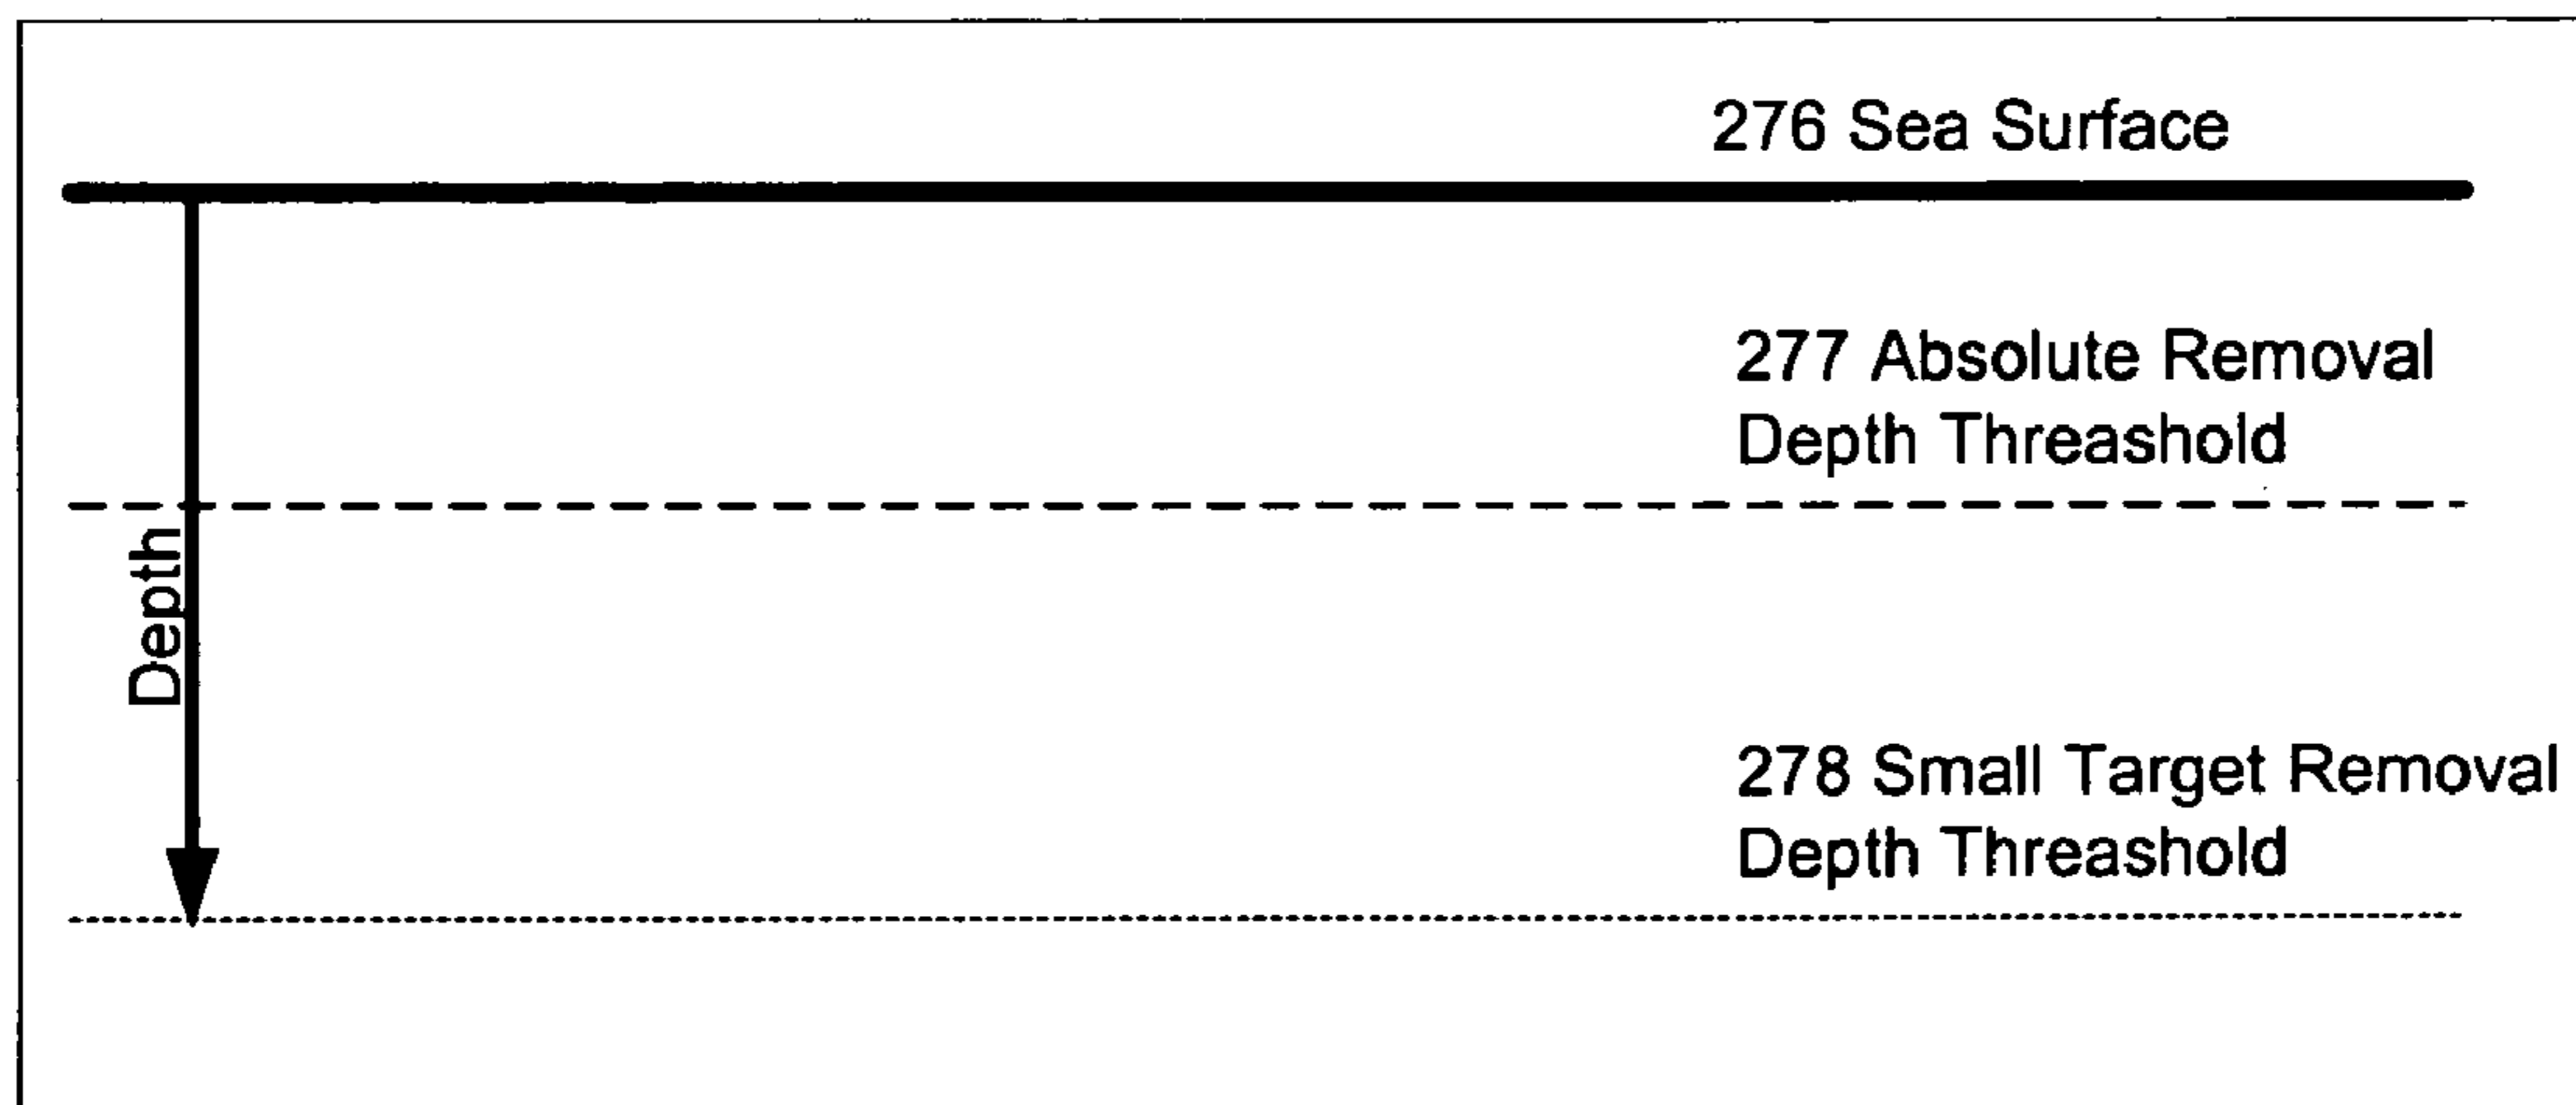 276 Sea Surface
277 Absolute Removal
Depth Threashold
Depth
278 Small Target Removal
Depth Threashold